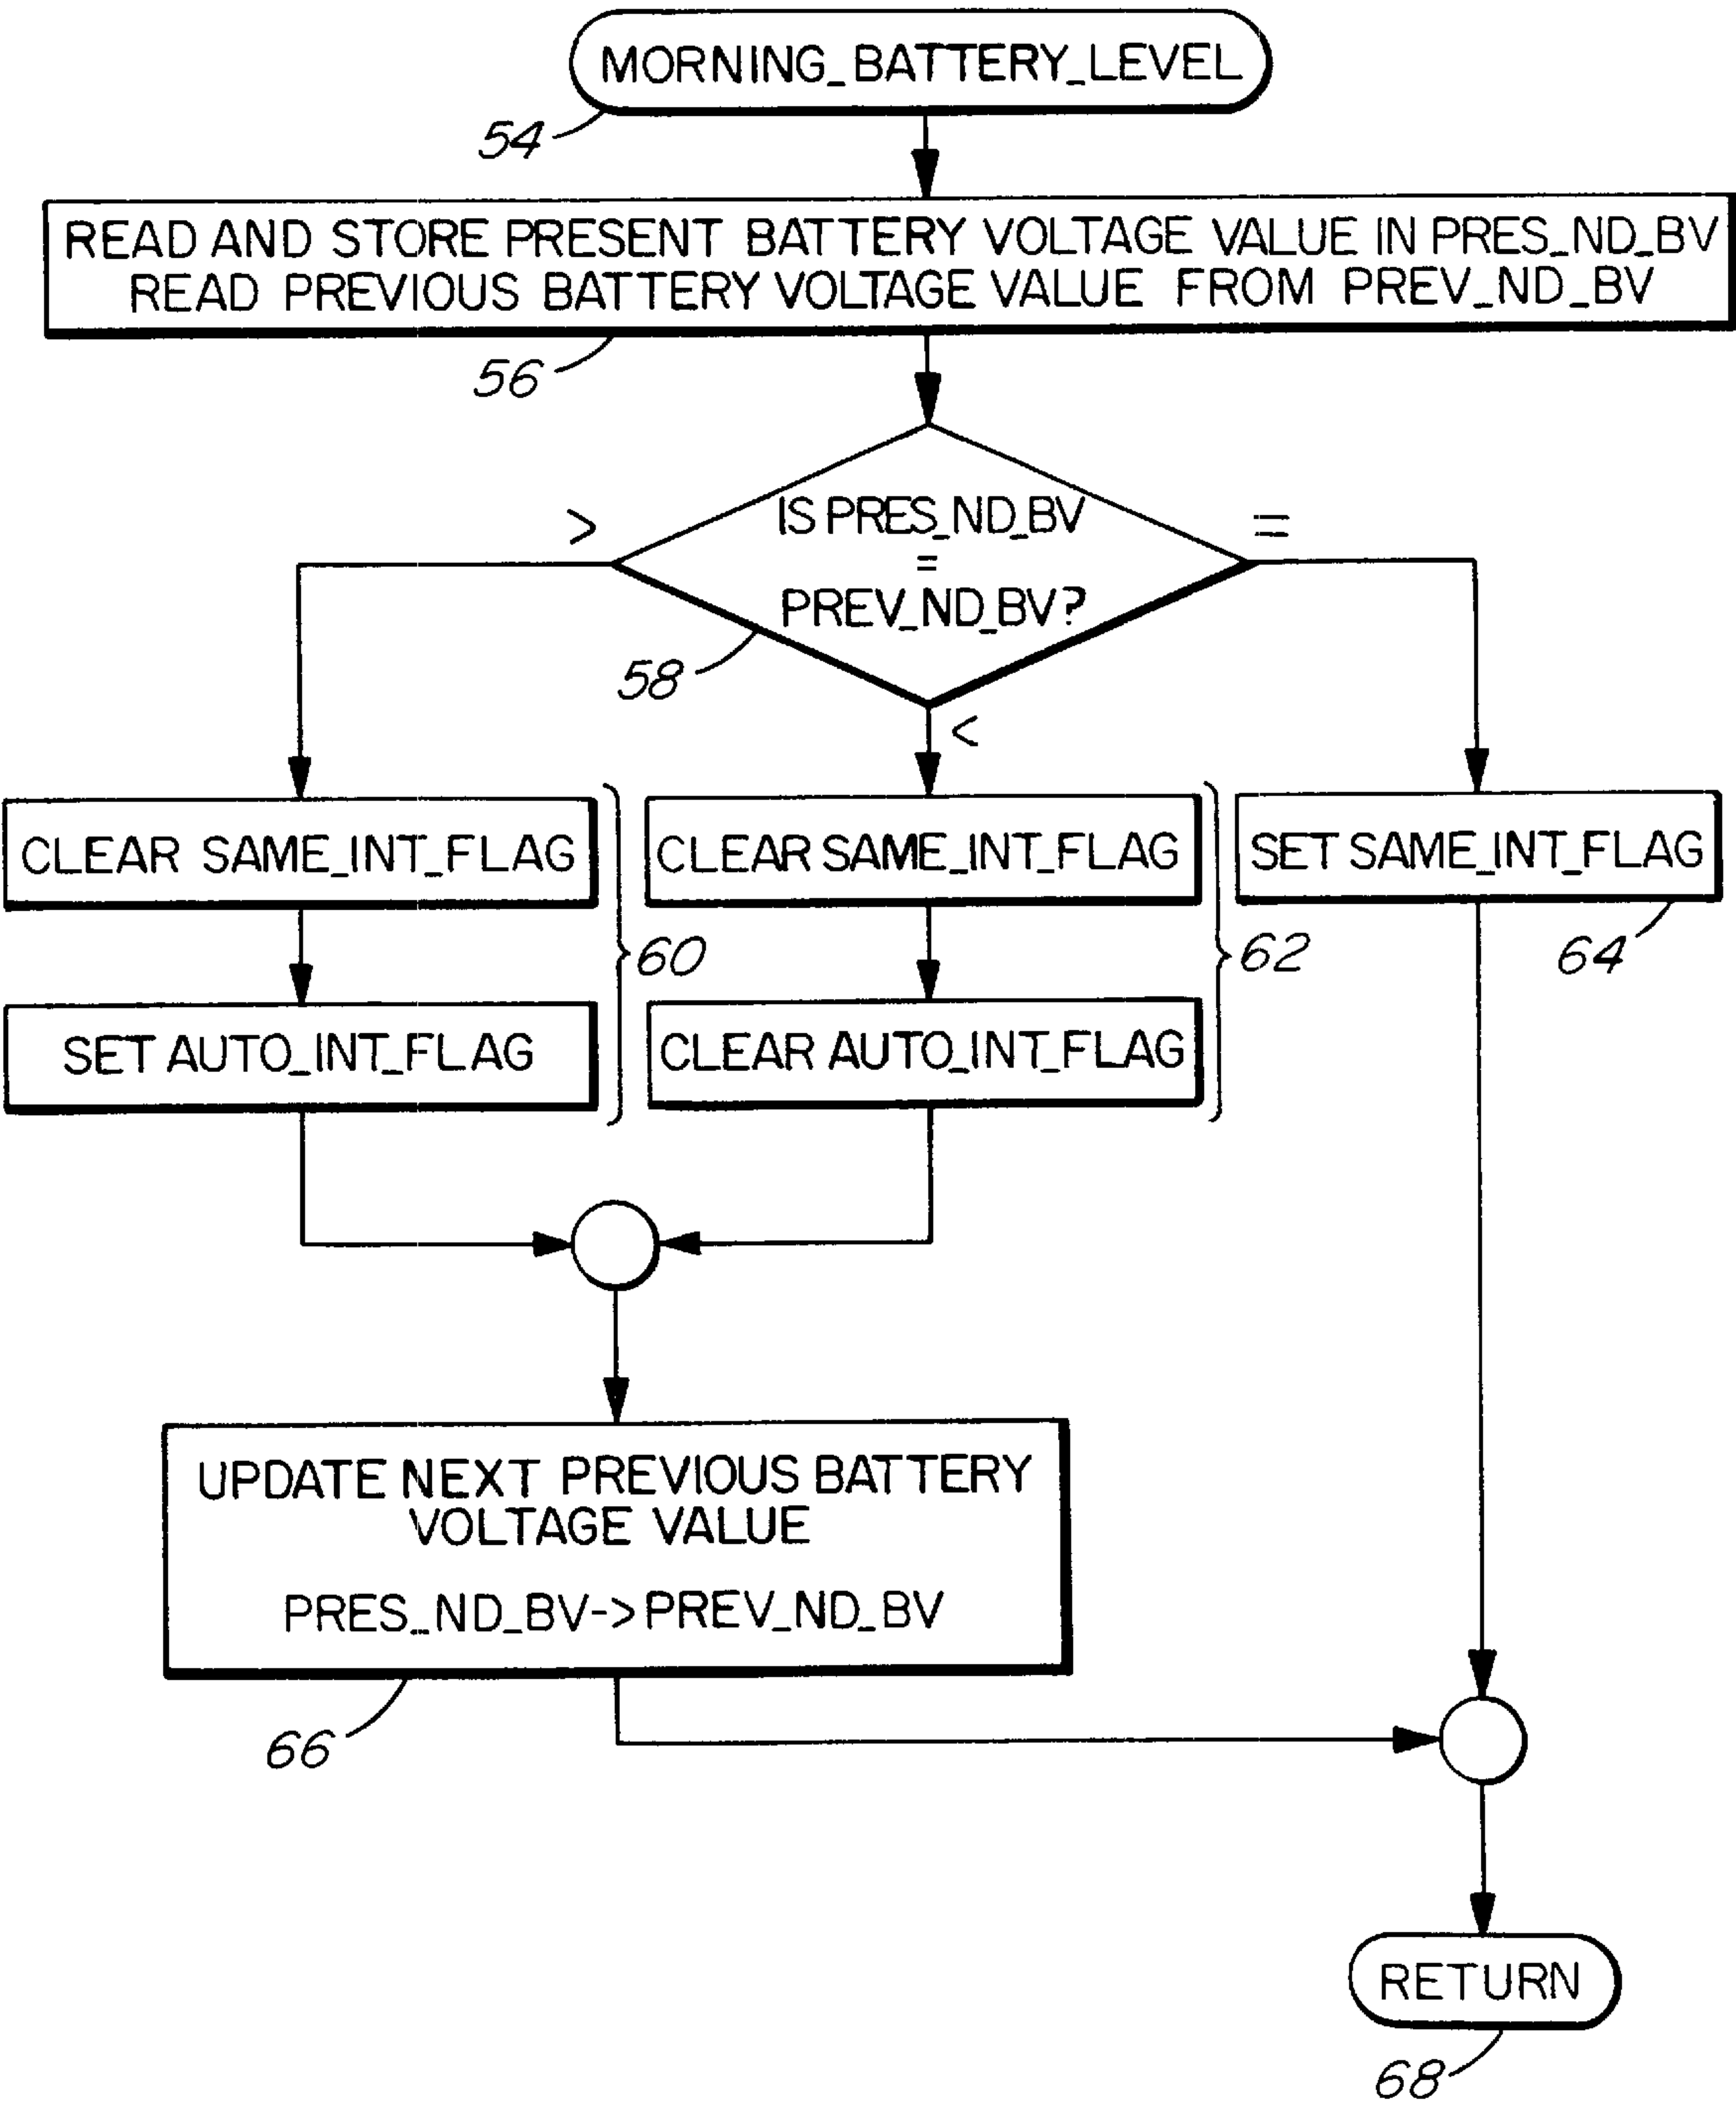 MORNING_BATTERY_LEVEL
54
READ AND STORE PRESENT BATTERY VOLTAGE VALUE IN PRES_ND_BV
READ PREVIOUS BATTERY VOLTAGE VALUE FROM PREV_ND_BV
56
IS PRES_ND_BV
=
PREV_ND_BV?
>
=
<
58
CLEAR SAME_INT_FLAG
SET AUTO_INT_FLAG
60
CLEAR SAME_INT_FLAG
CLEAR AUTO_INT_FLAG
62
SET SAME_INT_FLAG
64
UPDATE NEXT PREVIOUS BATTERY
VOLTAGE VALUE
PRES_ND_BV->PREV_ND_BV
66
RETURN
68